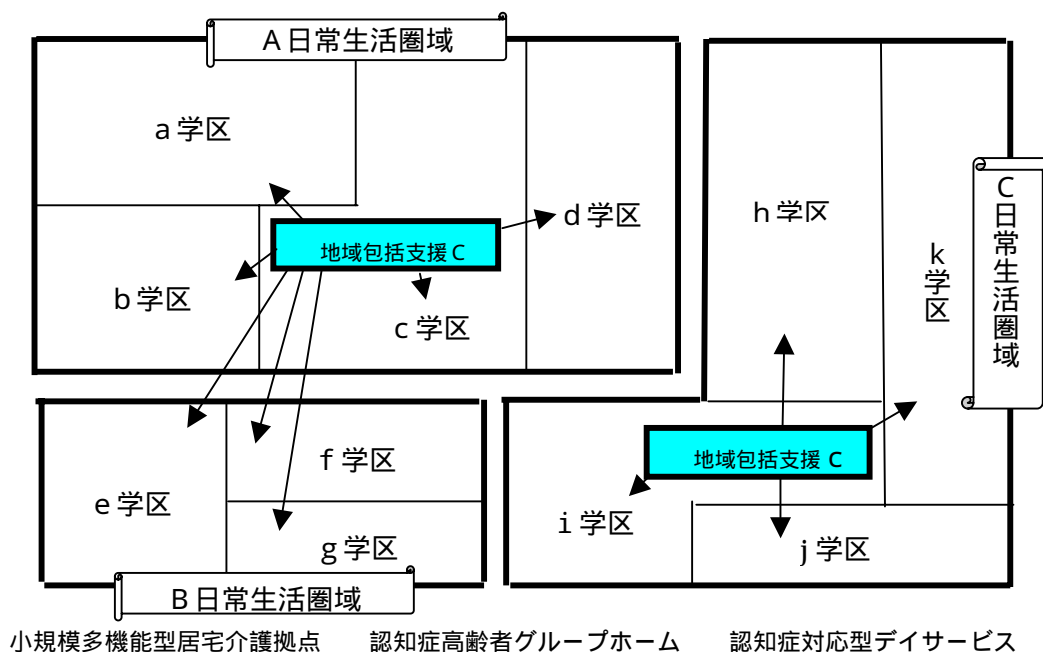 A日常生活圏域
a学区
d学区
h学区
C日常生活圏域
k学区
地域包括支援C
b学区
c学区
地域包括支援C
f学区
e学区
i学区
g学区
j学区
B日常生活圏域
小規模多機能型居宅介護拠点 認知症高齢者グループホーム 認知症対応型デイサービス